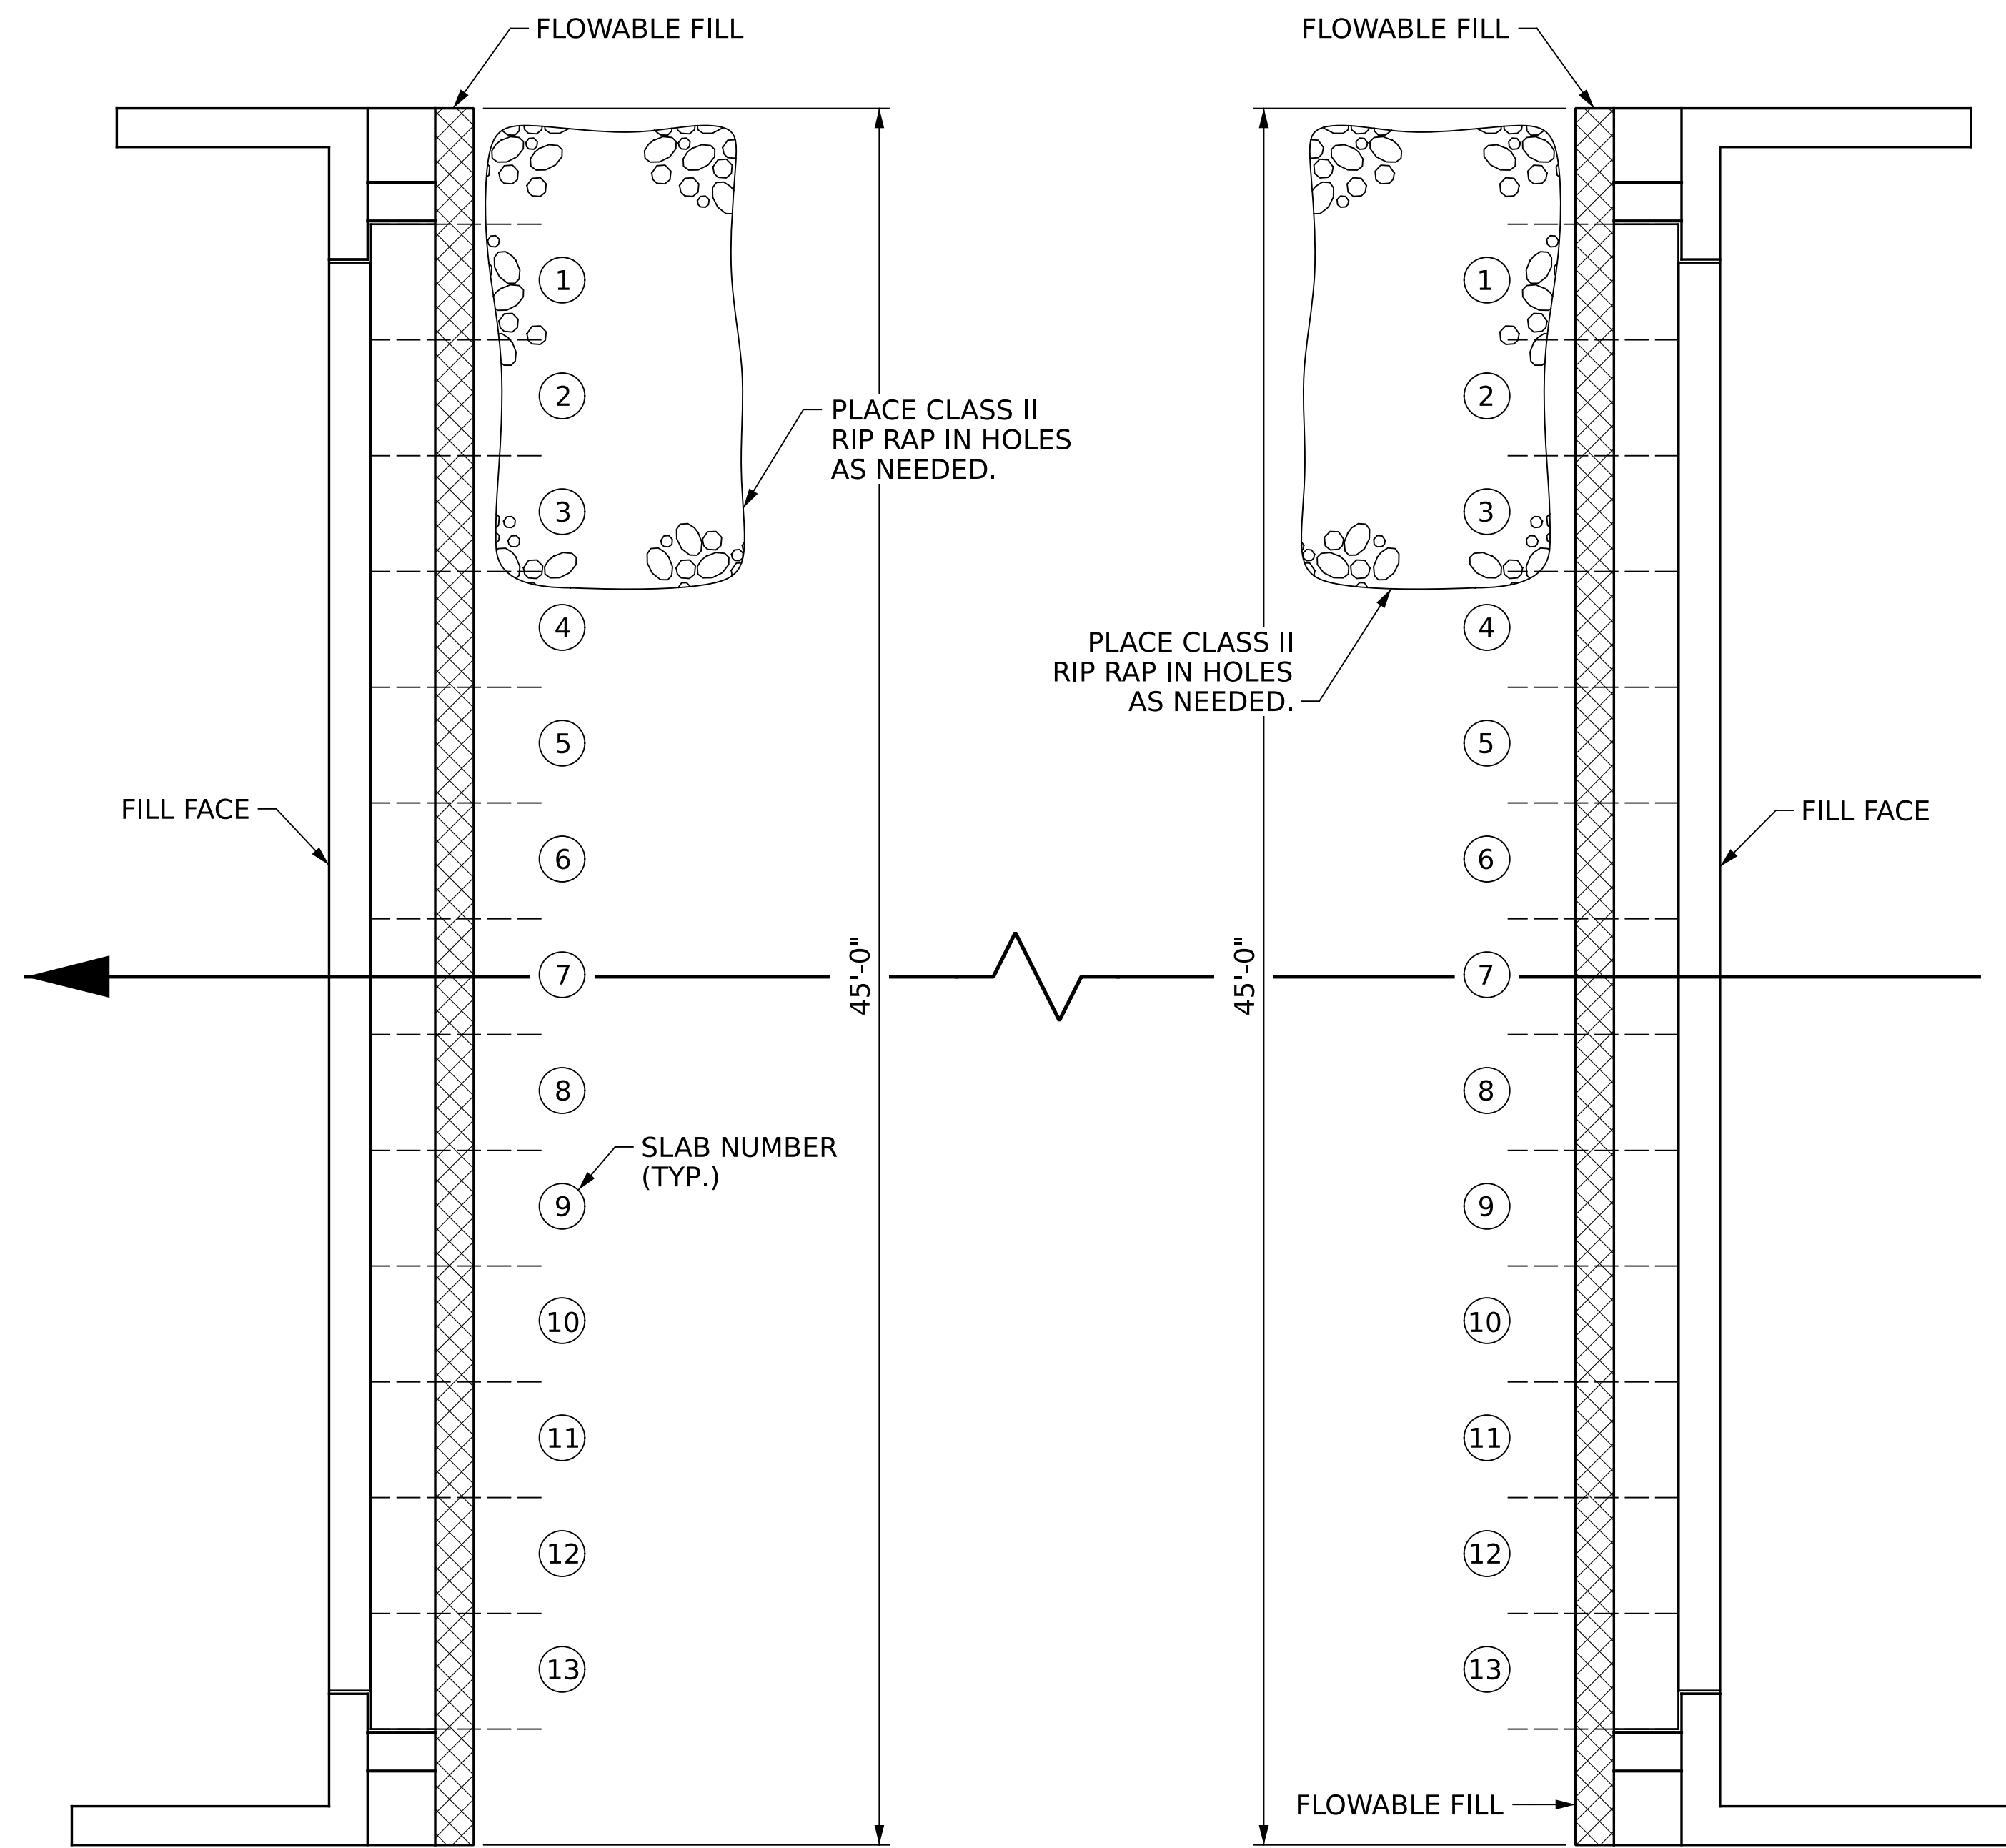 FLOWABLE FILL
FLOWABLE FILL
1
1
2
2
PLACE CLASS II
RIP RAP IN HOLES
AS NEEDED.
3
3
4
4
PLACE CLASS II
RIP RAP IN HOLES
AS NEEDED.
5
5
FILL FACE
FILL FACE
6
6
7
45'-0"
45'-0"
7
8
8
SLAB NUMBER
(TYP.)
9
9
10
10
11
11
12
12
13
13
FLOWABLE FILL